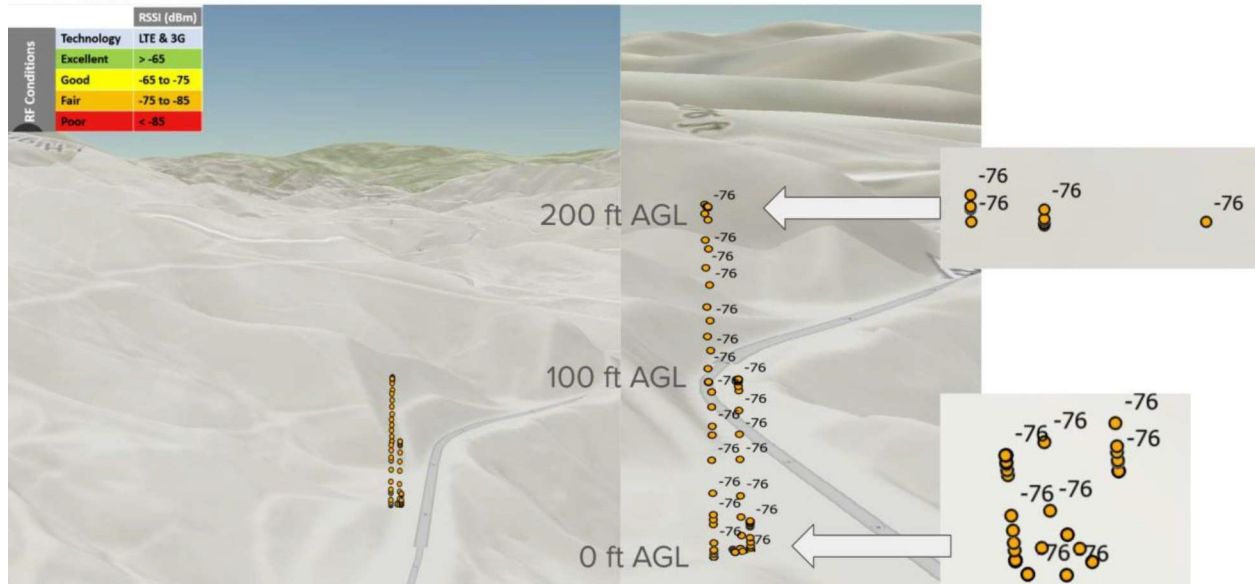 RSSI (dBm)
RF Conditions
Technology LTE & 3G
Excellent > -65
Good -65 to -75
Fair -75 to -85
Poor < -85
-76
200 ft AGL
-76
-76
-76
-76
-76
-76
100 ft AGL
-76 -76
-76
-76 -76
-76 -76
-76 -76
-76 -76
-76 -76
0 ft AGL
-76
-76 -76
-76
-76
-76 -76
-76
-76 -76
-76 -76